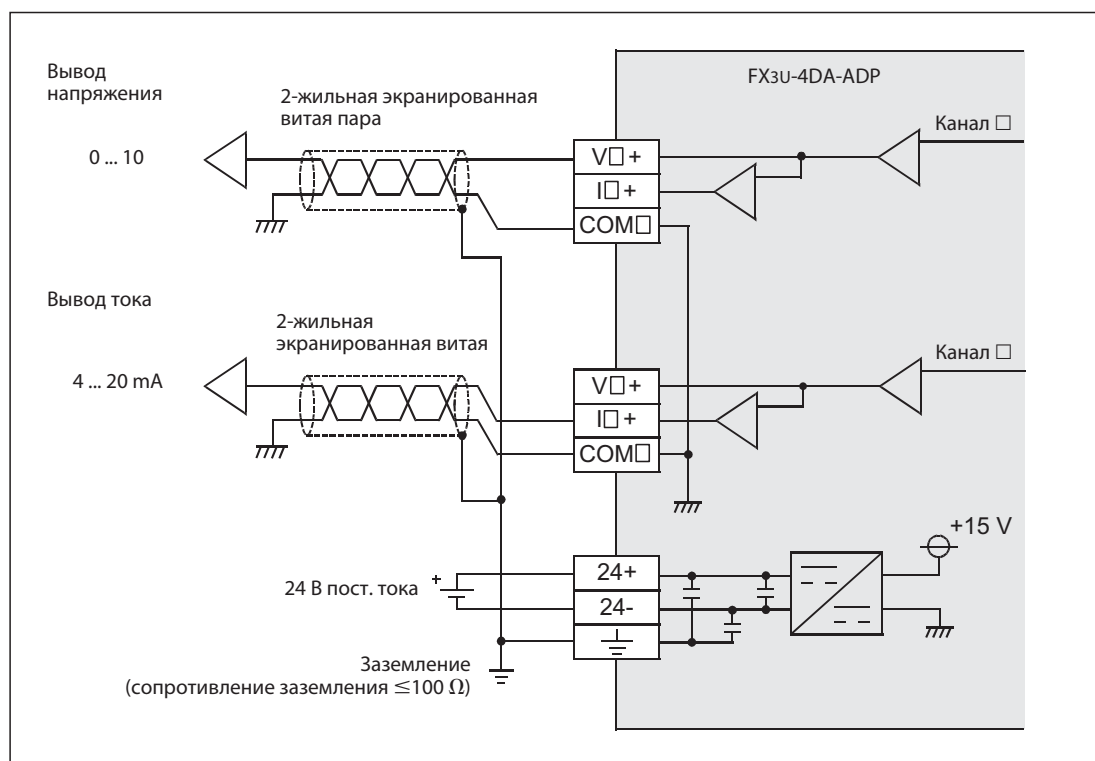 FX3U-4DA-ADP
Вывод
напряжения
0 ... 10
2-жильная экранированная
витая пара
Канал □
V□+
I□+
COM□
Вывод тока
4 ... 20 mA
2-жильная
экранированная витая
Канал □
V□+
I□+
COM□
+15 V
24 В пост. тока
+
24+
24-
Заземление
(сопротивление заземления ≤100 Ω)